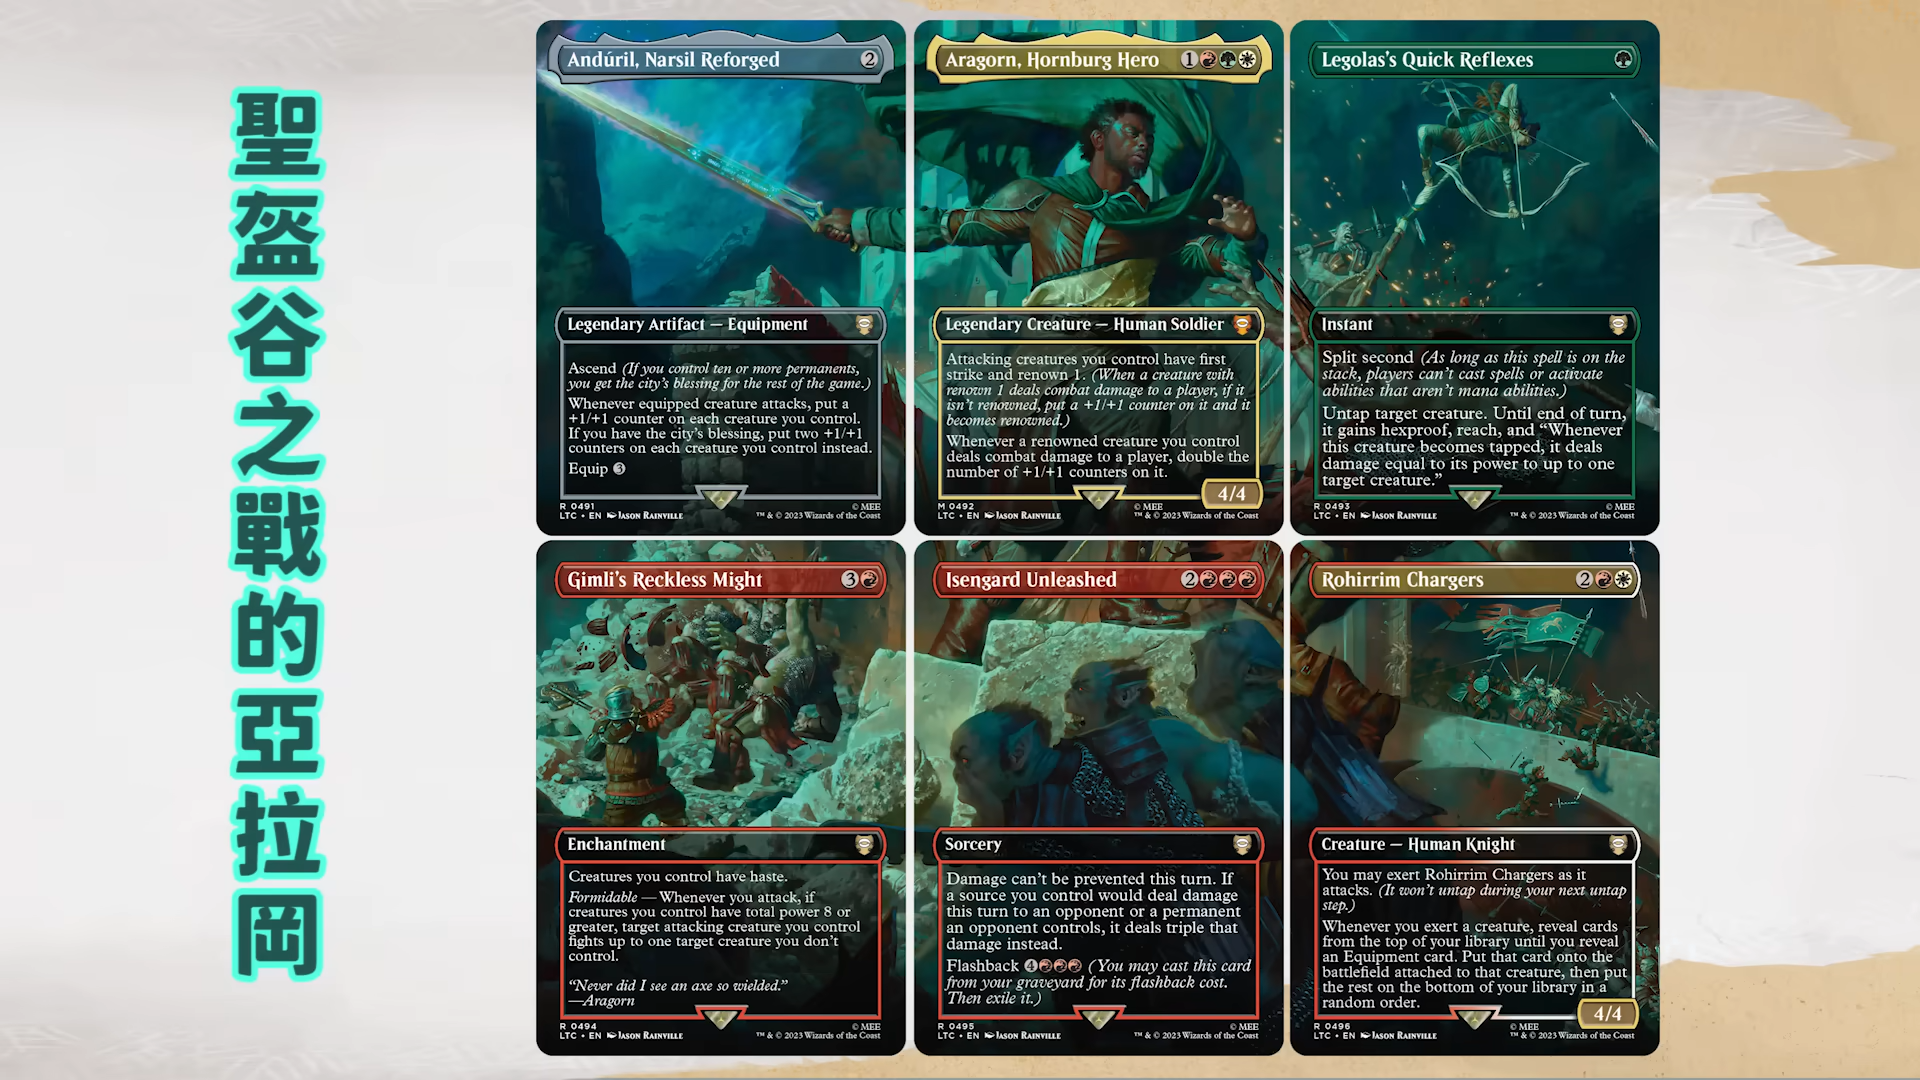 聖盔谷之戰的亞拉岡
Andúril, Narsil Reforged 2
Legendary Artifact — Equipment
Ascend (If you control ten or more permanents,
you get the city's blessing for the rest of the game.)
Whenever equipped creature attacks, put a
+1/+1 counter on each creature you control.
If you have the city's blessing, put two +1/+1
counters on each creature you control instead.
Equip 3
R 0491
LTC • EN Jason Rainville
© MEE
™ & © 2023 Wizards of the Coast
Aragorn, Hornburg Hero 1
Legendary Creature — Human Soldier
Attacking creatures you control have first
strike and renown 1. (When a creature with
renown 1 deals combat damage to a player, if it
isn't renowned, put a +1/+1 counter on it and it
becomes renowned.)
Whenever a renowned creature you control
deals combat damage to a player, double the
number of +1/+1 counters on it.
4/4
M 0492
LTC • EN Jason Rainville
© MEE
™ & © 2023 Wizards of the Coast
Legolas's Quick Reflexes
Instant
Split second (As long as this spell is on the
stack, players can't cast spells or activate
abilities that aren't mana abilities.)
Untap target creature. Until end of turn,
it gains hexproof, reach, and "Whenever
this creature becomes tapped, it deals
damage equal to its power to up to one
target creature."
R 0493
LTC • EN Jason Rainville
© MEE
™ & © 2023 Wizards of the Coast
Gimli's Reckless Might 3
Enchantment
Creatures you control have haste.
Formidable — Whenever you attack, if
creatures you control have total power 8 or
greater, target attacking creature you control
fights up to one target creature you don't
control.
"Never did I see an axe so wielded."
—Aragorn
R 0494
LTC • EN Jason Rainville
© MEE
™ & © 2023 Wizards of the Coast
Isengard Unleashed 2
Sorcery
Damage can't be prevented this turn. If
a source you control would deal damage
this turn to an opponent or a permanent
an opponent controls, it deals triple that
damage instead.
Flashback 4 (You may cast this card
from your graveyard for its flashback cost.
Then exile it.)
R 0495
LTC • EN Jason Rainville
© MEE
™ & © 2023 Wizards of the Coast
Rohirrim Chargers 2
Creature — Human Knight
You may exert Rohirrim Chargers as it
attacks. (It won't untap during your next untap
step.)
Whenever you exert a creature, reveal cards
from the top of your library until you reveal
an Equipment card. Put that card onto the
battlefield attached to that creature, then put
the rest on the bottom of your library in a
random order.
4/4
R 0496
LTC • EN Jason Rainville
© MEE
™ & © 2023 Wizards of the Coast